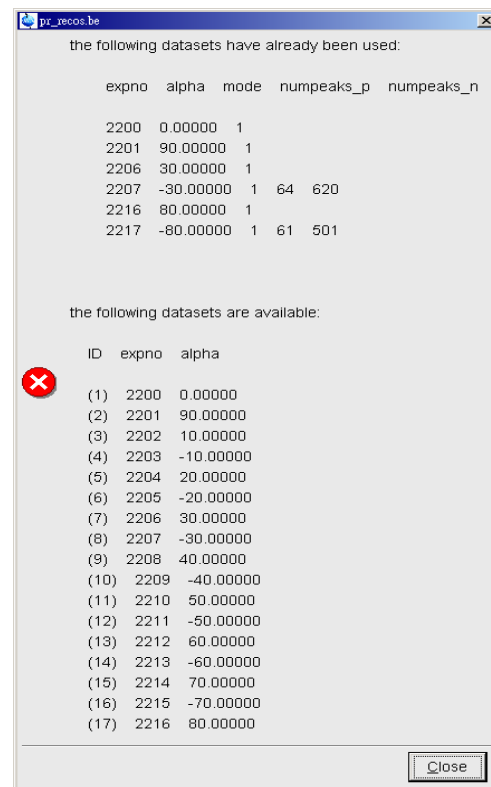 pr_recos.be
the following datasets have already been used:
expno alpha mode numpeaks_p numpeaks_n
2200 0.00000 1
2201 90.00000 1
2206 30.00000 1
2207 -30.00000 1 64 620
2216 80.00000 1
2217 -80.00000 1 61 501
the following datasets are available:
ID expno alpha
(1) 2200 0.00000
(2) 2201 90.00000
(3) 2202 10.00000
(4) 2203 -10.00000
(5) 2204 20.00000
(6) 2205 -20.00000
(7) 2206 30.00000
(8) 2207 -30.00000
(9) 2208 40.00000
(10) 2209 -40.00000
(11) 2210 50.00000
(12) 2211 -50.00000
(13) 2212 60.00000
(14) 2213 -60.00000
(15) 2214 70.00000
(16) 2215 -70.00000
(17) 2216 80.00000
Close